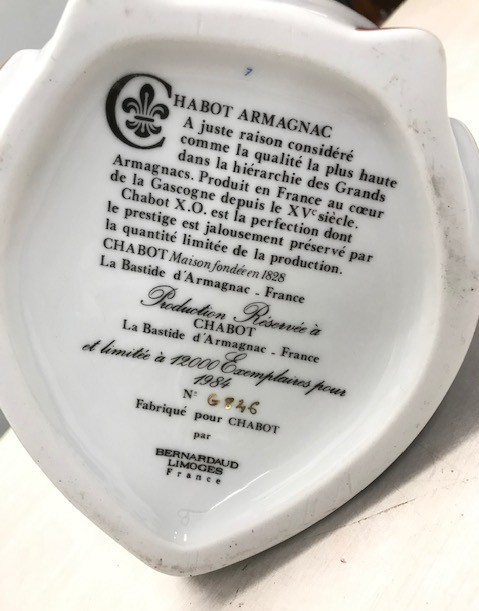 7
CHABOT ARMAGNAC
A juste raison considéré
comme la qualité la plus haute
dans la hiérarchie des Grands
Armagnacs. Produit en France au cœur
de la Gascogne depuis le XVe siècle.
Chabot X.O. est la perfection dont
le prestige est jalousement préservé par
la quantité limitée de la production.
CHABOT Maison fondée en 1828
La Bastide d'Armagnac - France
Production Réservée à
CHABOT
La Bastide d'Armagnac - France
et limitée à 12000 Exemplaires pour
1984
N° G846
Fabriqué pour CHABOT
par
BERNARDAUD
LIMOGES
France